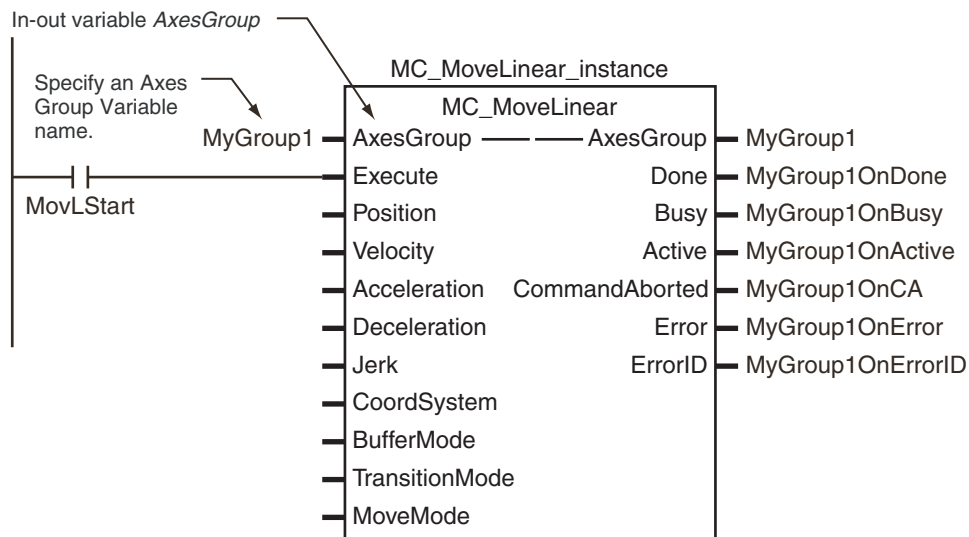 In-out variable AxesGroup
Specify an Axes
Group Variable
name.
MC_MoveLinear_instance
MC_MoveLinear
MyGroup1 AxesGroup AxesGroup MyGroup1
Execute Done MyGroup1OnDone
MovLStart
Position Busy MyGroup1OnBusy
Velocity Active MyGroup1OnActive
Acceleration CommandAborted MyGroup1OnCA
Deceleration Error MyGroup1OnError
Jerk ErrorID MyGroup1OnErrorID
CoordSystem
BufferMode
TransitionMode
MoveMode